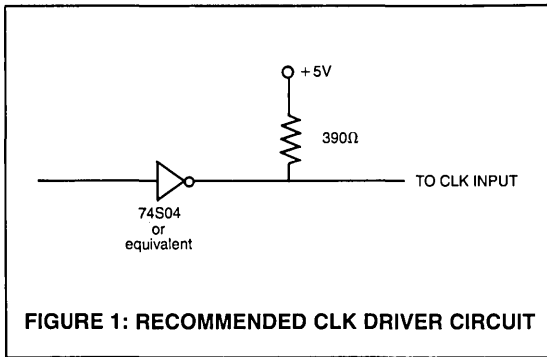 +5V
390Ω
TO CLK INPUT
74S04
or
equivalent
FIGURE 1: RECOMMENDED CLK DRIVER CIRCUIT